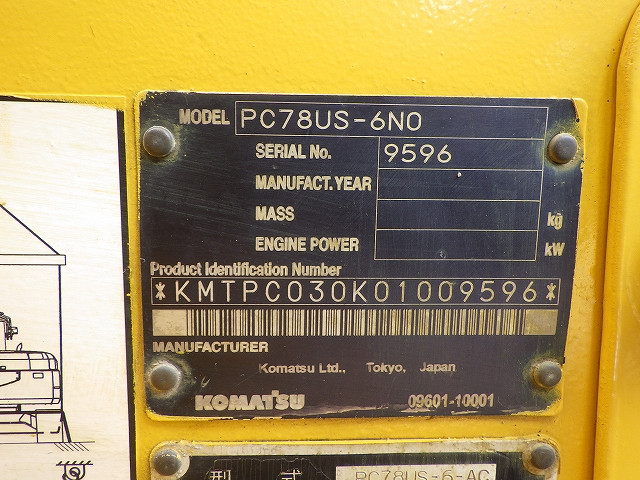 MODEL PC78US-6N0
SERIAL No. 9596
MANUFACT. YEAR
MASS kg
ENGINE POWER kW
Product Identification Number
*KMTPC030K01009596*
MANUFACTURER
Komatsu Ltd., Tokyo, Japan
KOMATSU 09601-10001
型式 PC78US-6-AC